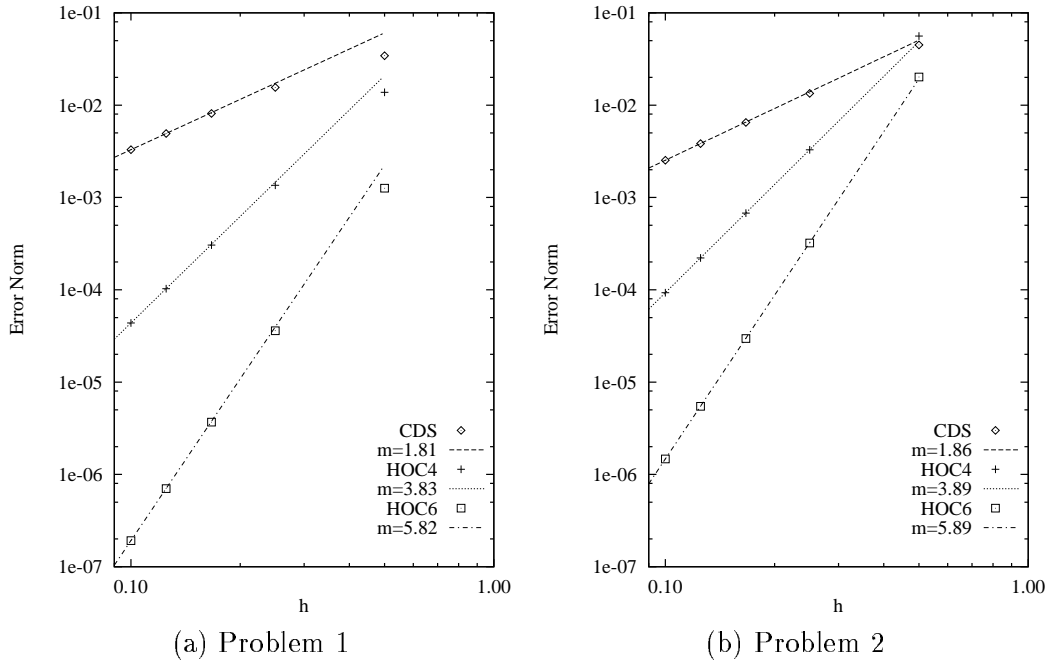 1e-01
1e-02
1e-03
1e-04
1e-05
1e-06
1e-07
0.10
1.00
h
Error Norm
CDS
m=1.81
HOC4
m=3.83
HOC6
m=5.82
(a) Problem 1
1e-01
1e-02
1e-03
1e-04
1e-05
1e-06
1e-07
0.10
1.00
h
Error Norm
CDS
m=1.86
HOC4
m=3.89
HOC6
m=5.89
(b) Problem 2